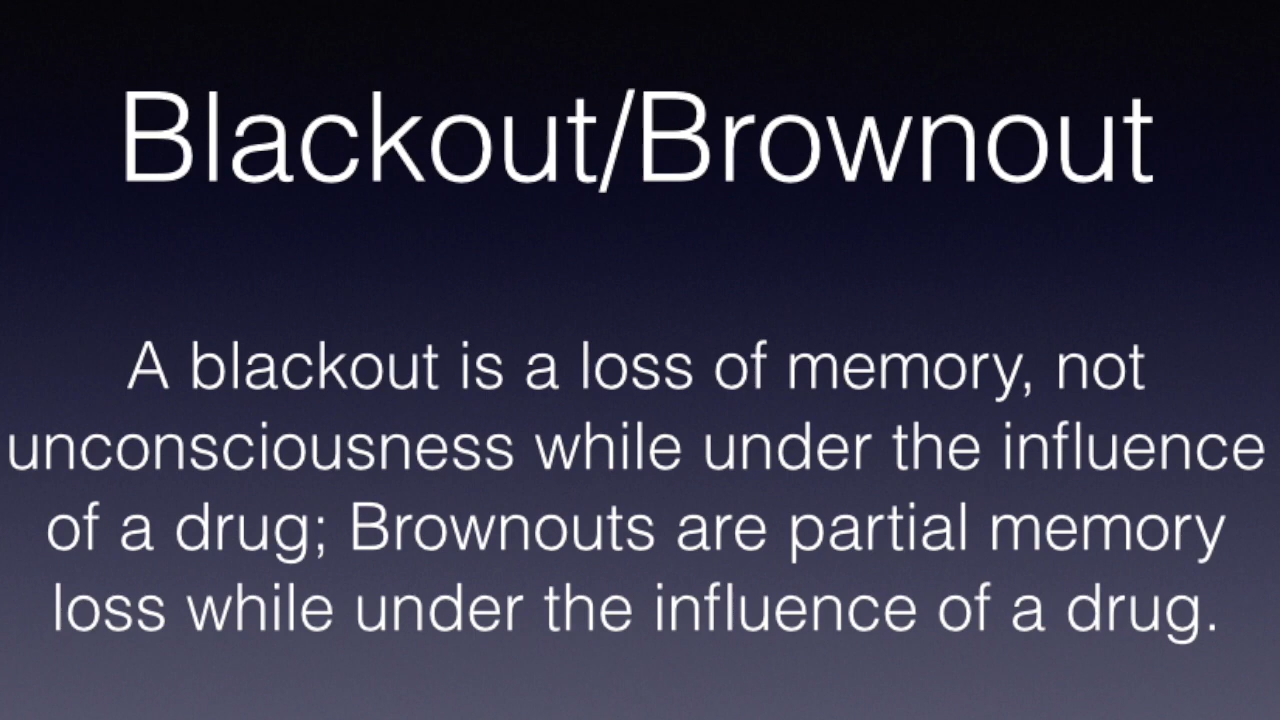 Blackout/Brownout
A blackout is a loss of memory, not
unconsciousness while under the influence
of a drug; Brownouts are partial memory
loss while under the influence of a drug.